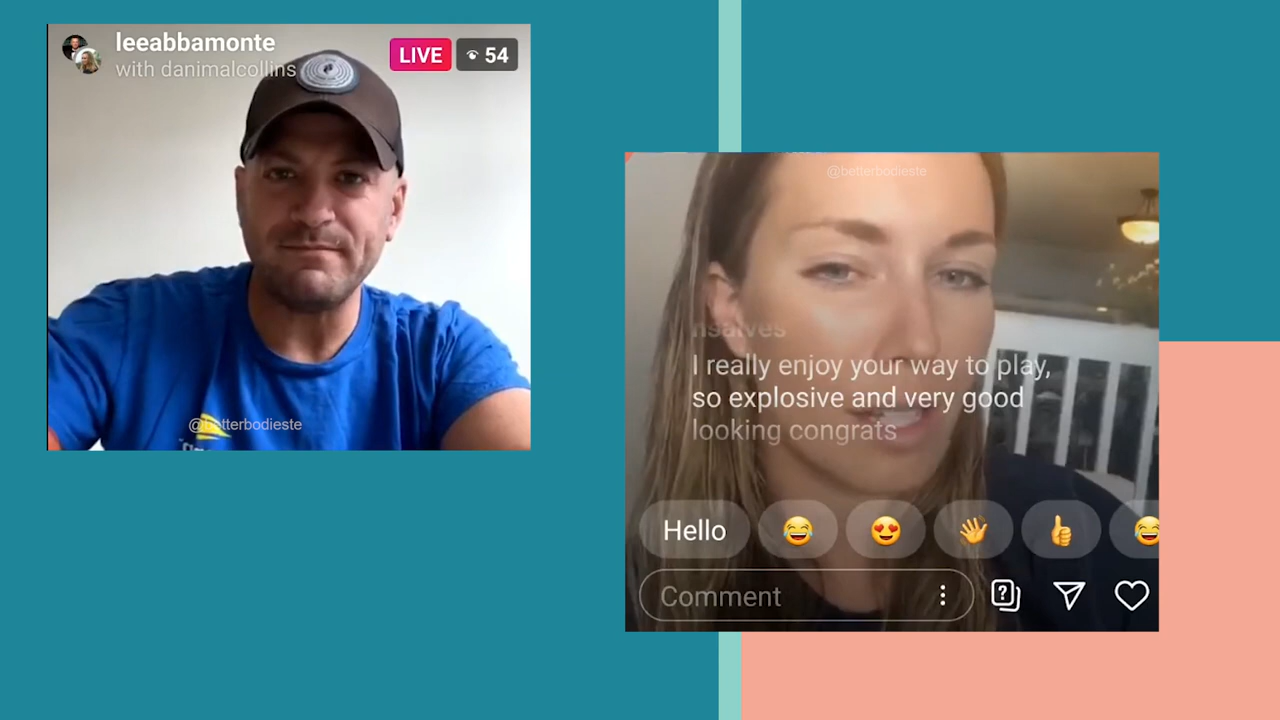 leeabbamonte
with danimalcollins
LIVE
54
@betterbodieste
@betterbodieste
nsalves
I really enjoy your way to play,
so explosive and very good
looking congrats
Hello
Comment